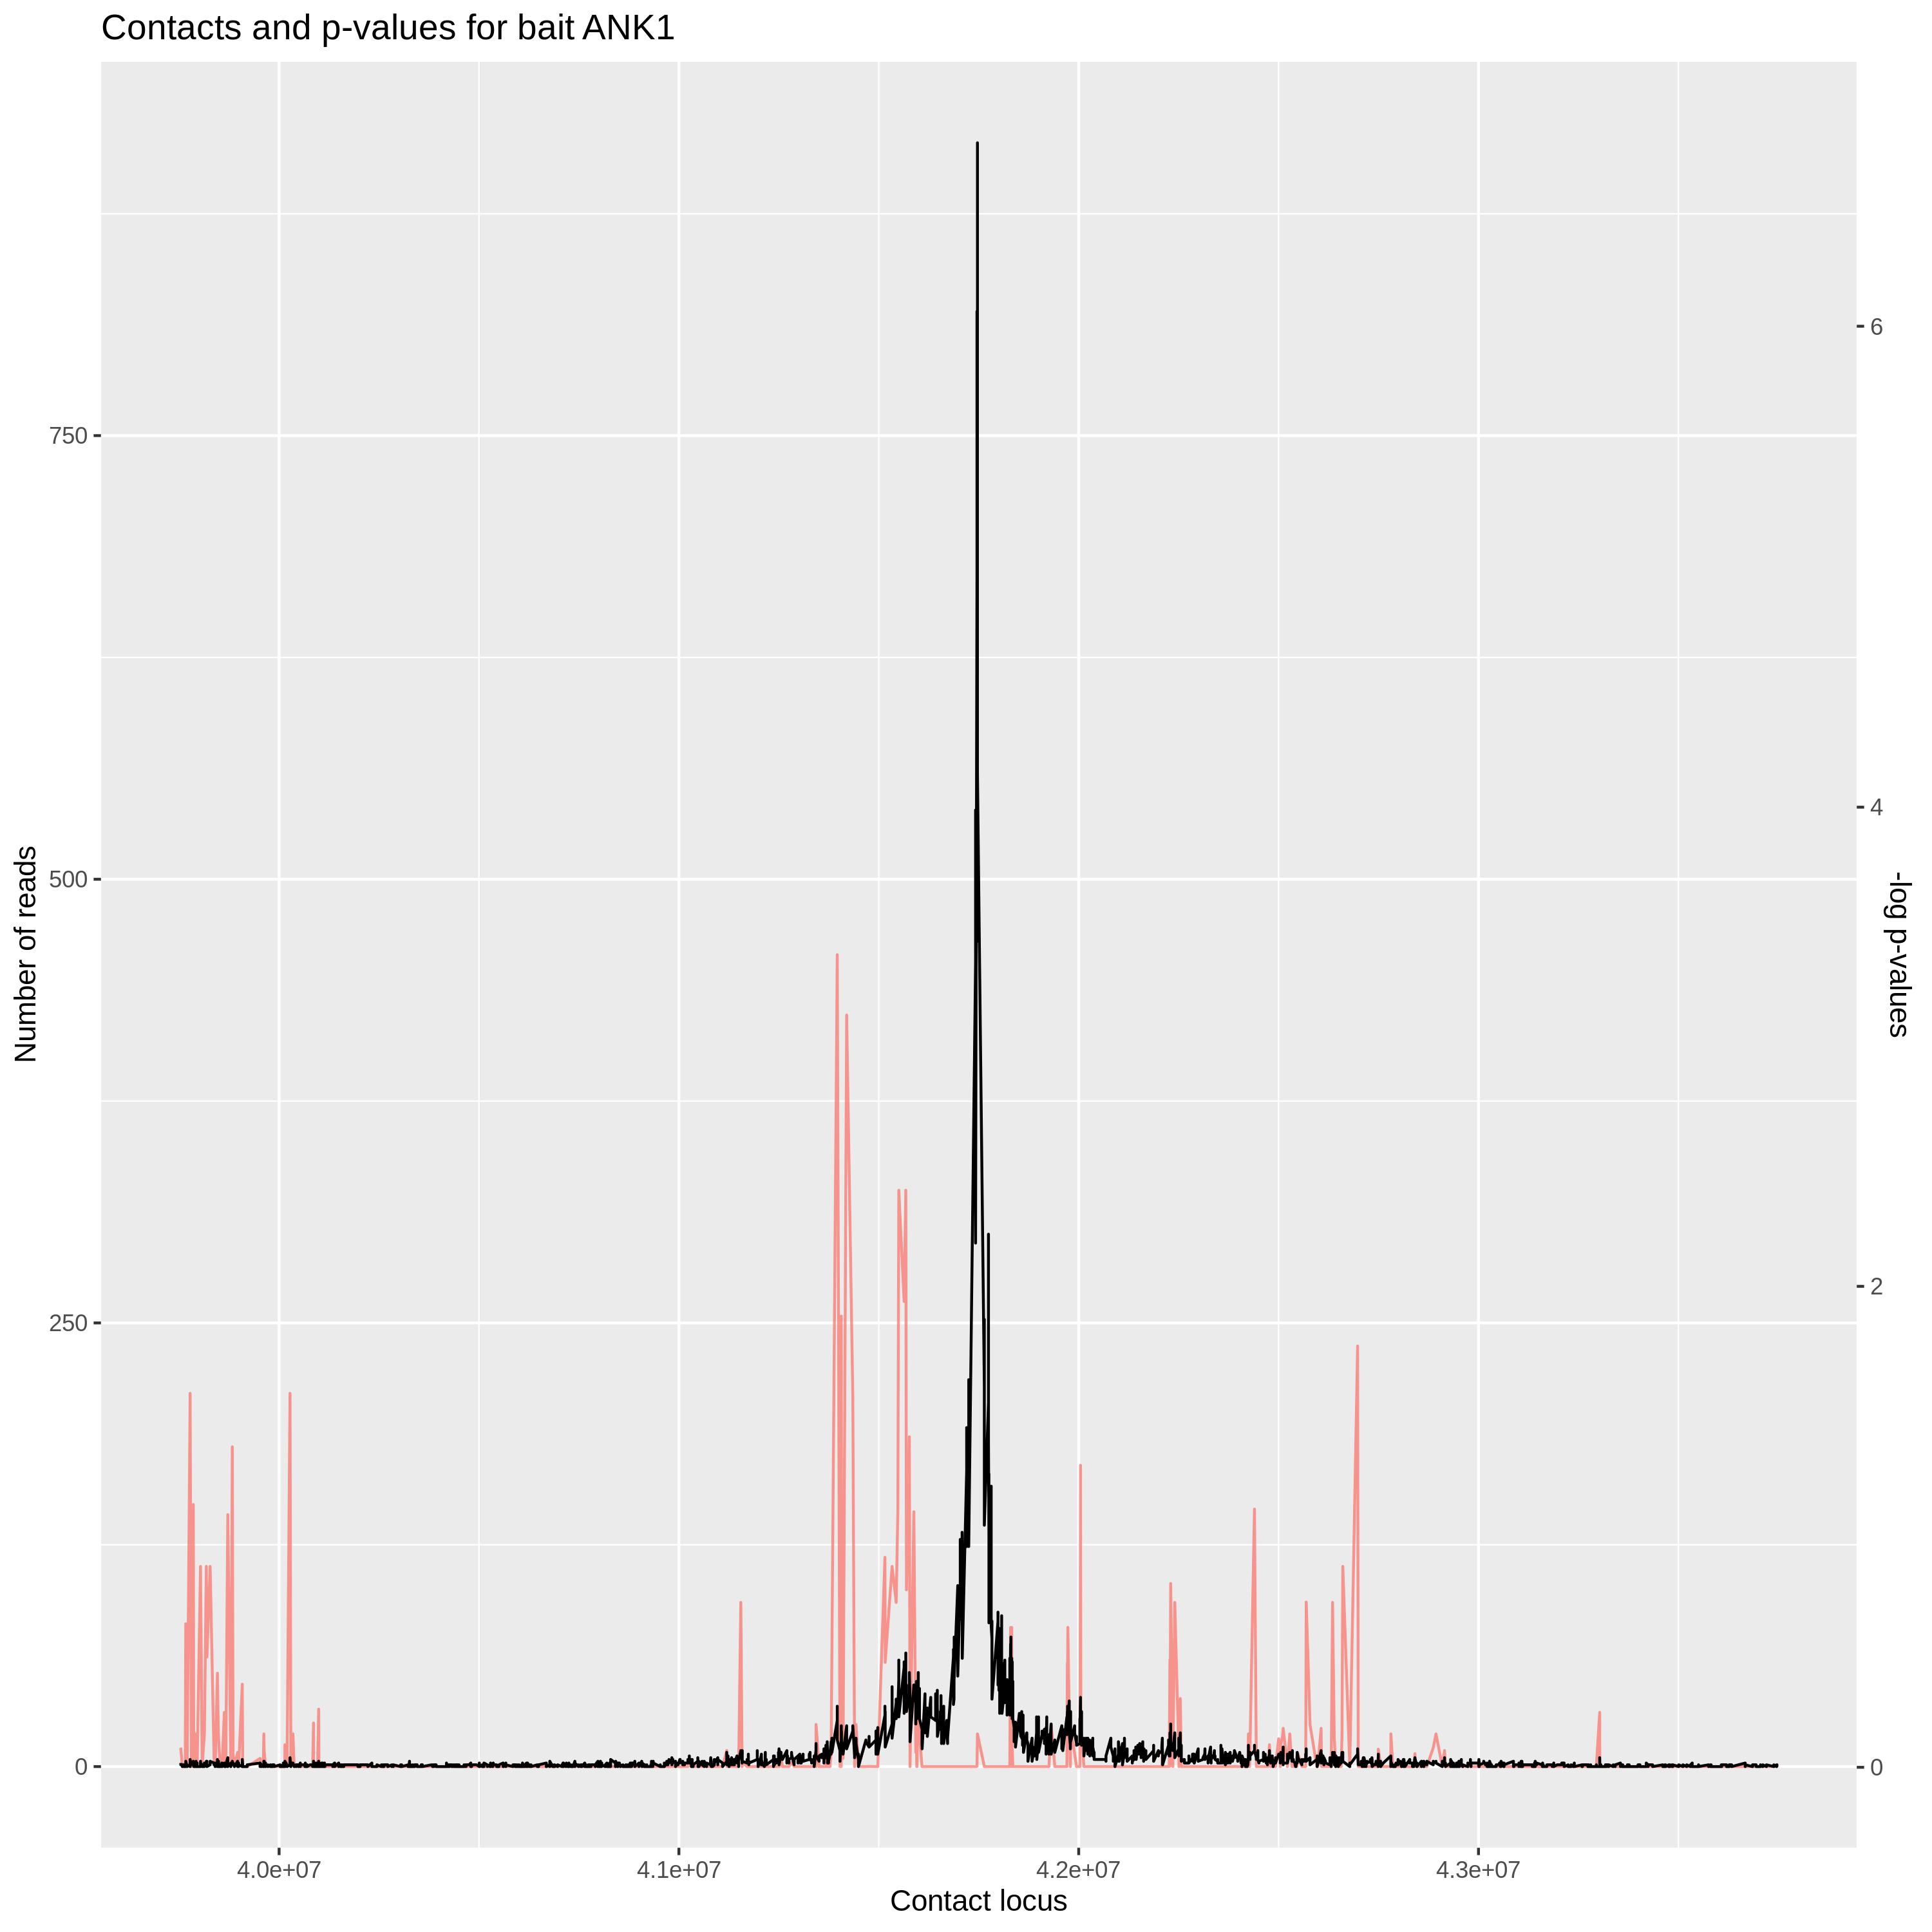 Contacts and p-values for bait ANK1
Number of reads
750
500
250
0
6
4
2
0
-log p-values
4.0e+07
4.1e+07
4.2e+07
4.3e+07
Contact locus